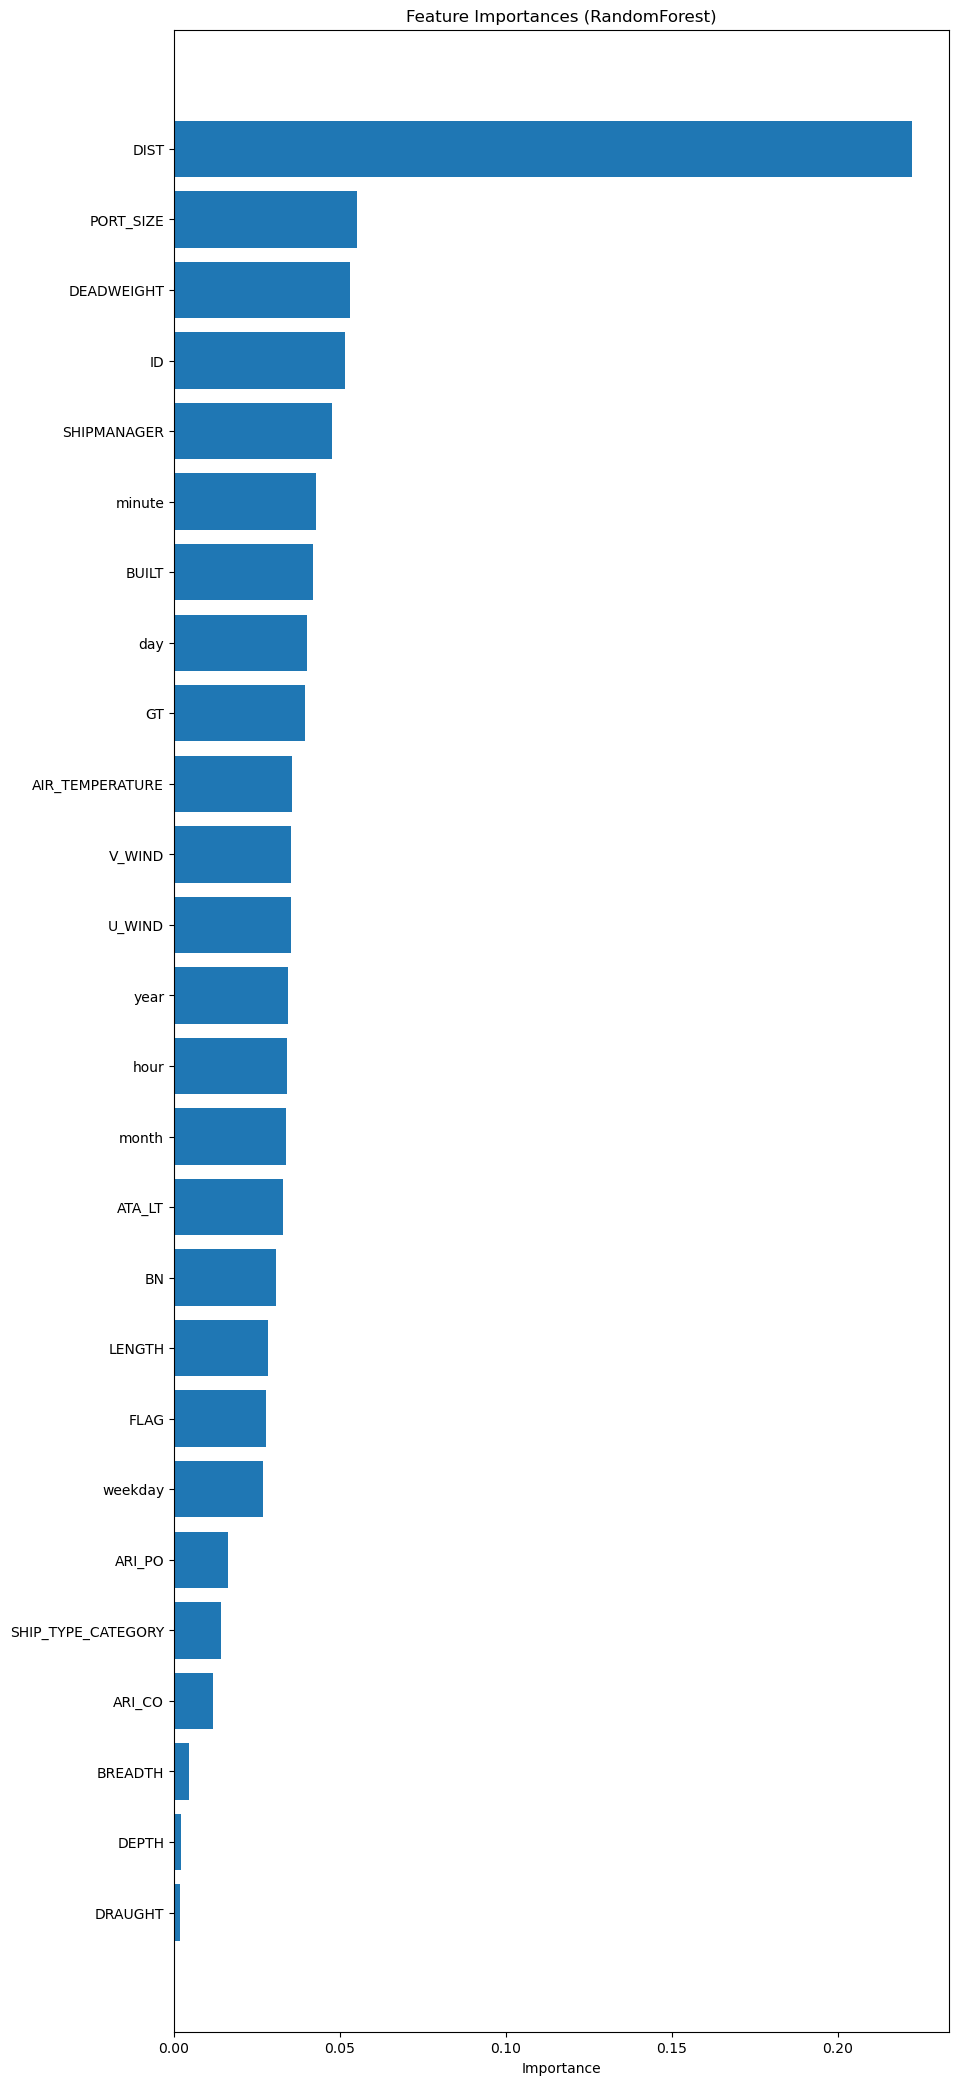 Feature Importances (RandomForest)
DIST
PORT_SIZE
DEADWEIGHT
ID
SHIPMANAGER
minute
BUILT
day
GT
AIR_TEMPERATURE
V_WIND
U_WIND
year
hour
month
ATA_LT
BN
LENGTH
FLAG
weekday
ARI_PO
SHIP_TYPE_CATEGORY
ARI_CO
BREADTH
DEPTH
DRAUGHT
0.00 0.05 0.10 0.15 0.20
Importance